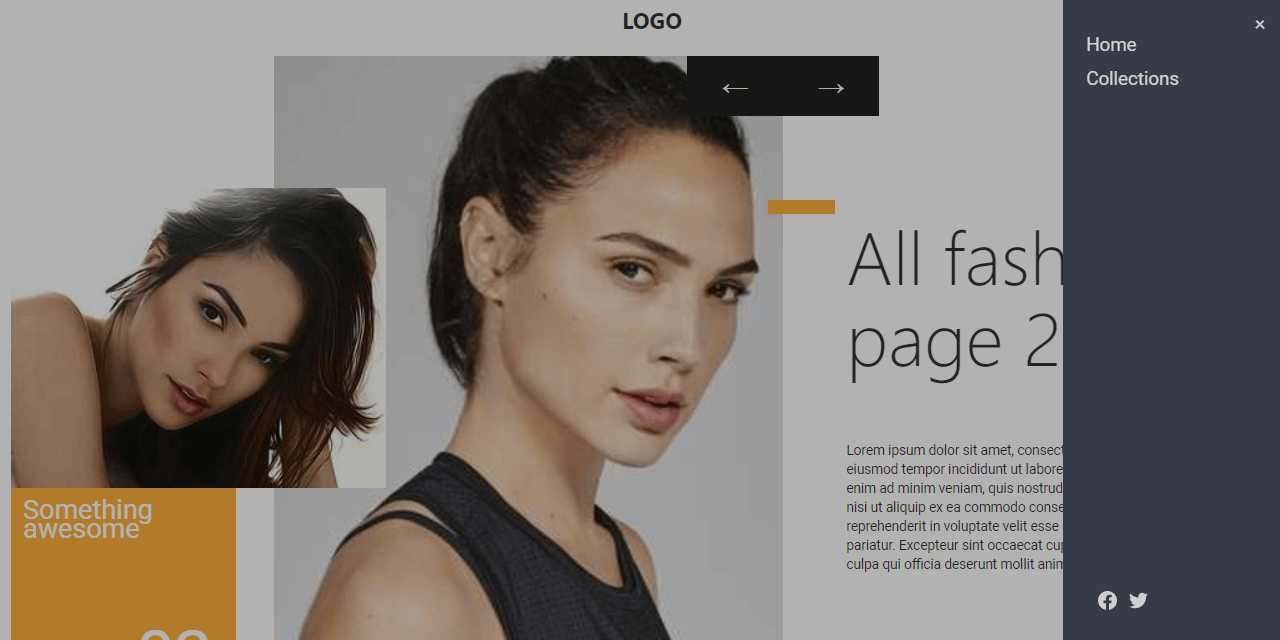 LOGO
×
Home
Collections
← →
All fash
page 2
Something
awesome
Lorem ipsum dolor sit amet, consect
eiusmod tempor incididunt ut labore
enim ad minim veniam, quis nostrud
nisi ut aliquip ex ea commodo conse
reprehenderit in voluptate velit esse
pariatur. Excepteur sint occaecat cup
culpa qui officia deserunt mollit anim